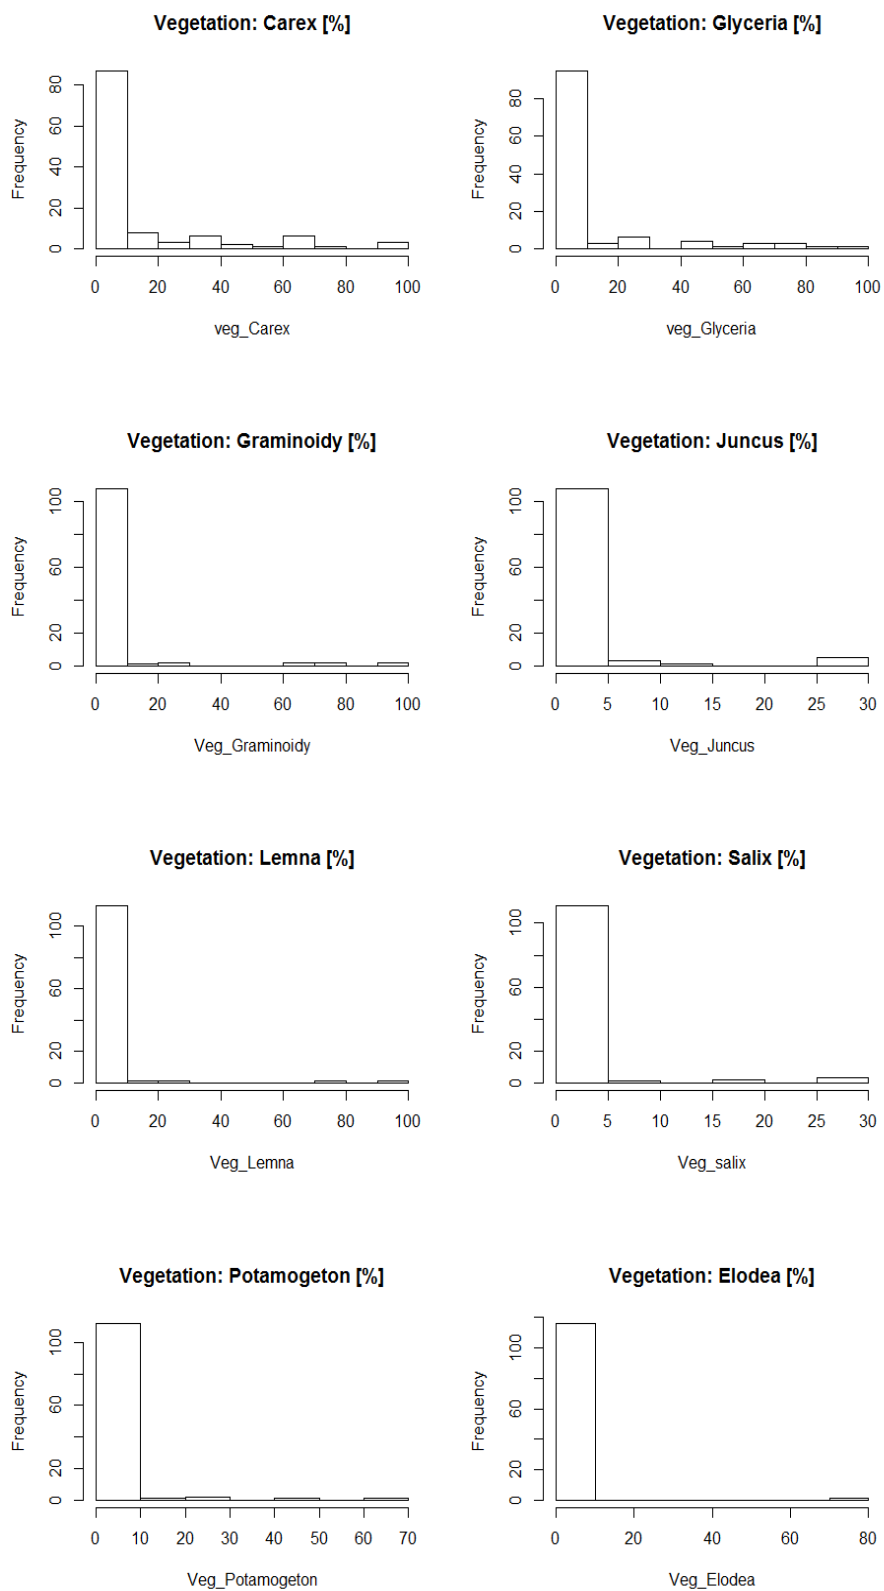 Vegetation: Carex [%]
Frequency
0 20 40 60 80
0 20 40 60 80 100
veg_Carex
Vegetation: Glyceria [%]
Frequency
0 20 40 60 80
0 20 40 60 80 100
veg_Glyceria
Vegetation: Graminoidy [%]
Frequency
0 20 60 100
0 20 40 60 80 100
Veg_Graminoidy
Vegetation: Juncus [%]
Frequency
0 20 60 100
0 5 10 15 20 25 30
Veg_Juncus
Vegetation: Lemna [%]
Frequency
0 20 60 100
0 20 40 60 80 100
Veg_Lemna
Vegetation: Salix [%]
Frequency
0 20 60 100
0 5 10 15 20 25 30
Veg_salix
Vegetation: Potamogeton [%]
Frequency
0 20 60 100
0 10 20 30 40 50 60 70
Veg_Potamogeton
Vegetation: Elodea [%]
Frequency
0 20 60 100
0 20 40 60 80
Veg_Elodea